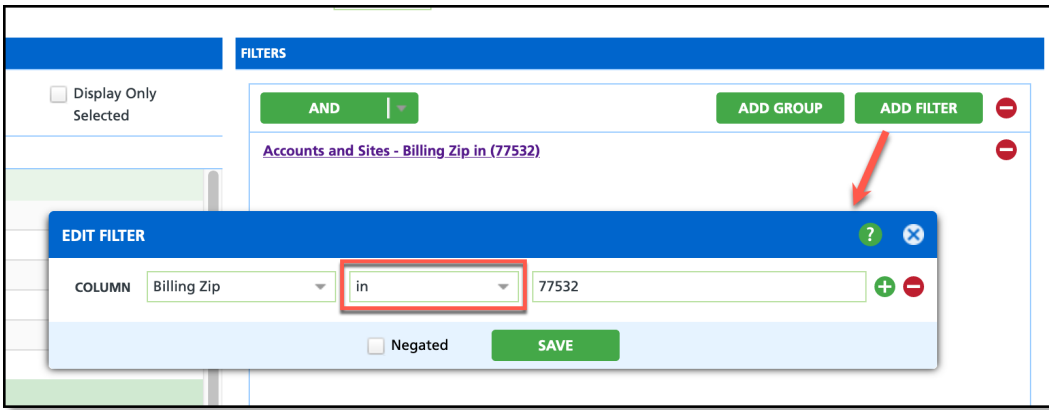 FILTERS
Display Only
Selected
AND
ADD GROUP
ADD FILTER
Accounts and Sites - Billing Zip in (77532)
EDIT FILTER
?
COLUMN
Billing Zip
in
77532
Negated
SAVE